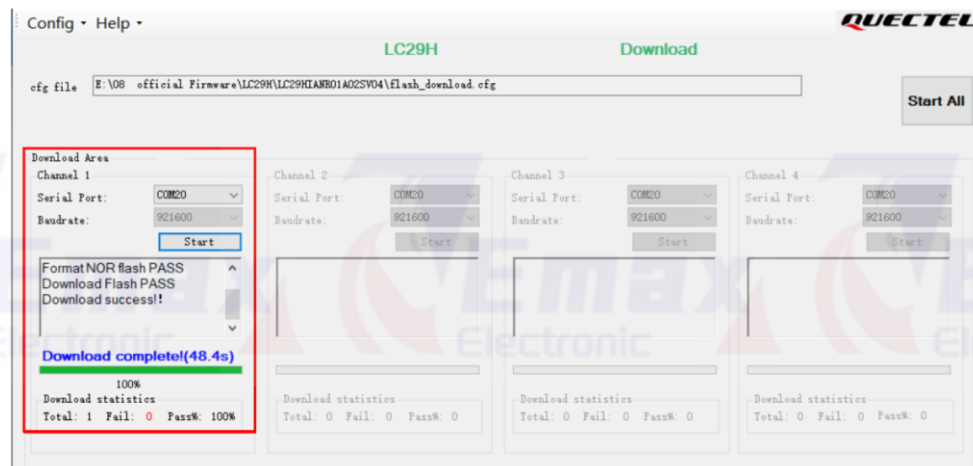 Config Help
QUECTEL
LC29H Download
cfg file E:\08 official Firmware\LC29H\LC29HIANR01A02SV04\flash_download.cfg
Start All
Download Area
Channel 1
Serial Port: COM20
Baudrate: 921600
Start
Format NOR flash PASS
Download Flash PASS
Download success!!
Download complete!(48.4s)
100%
Download statistics
Total: 1 Fail: 0 Pass%: 100%
Channel 2
Serial Port: COM20
Baudrate: 921600
Start
Download statistics
Total: 0 Fail: 0 Pass%: 0
Channel 3
Serial Port: COM20
Baudrate: 921600
Start
Download statistics
Total: 0 Fail: 0 Pass%: 0
Channel 4
Serial Port: COM20
Baudrate: 921600
Start
Download statistics
Total: 0 Fail: 0 Pass%: 0
Emax
Electronic